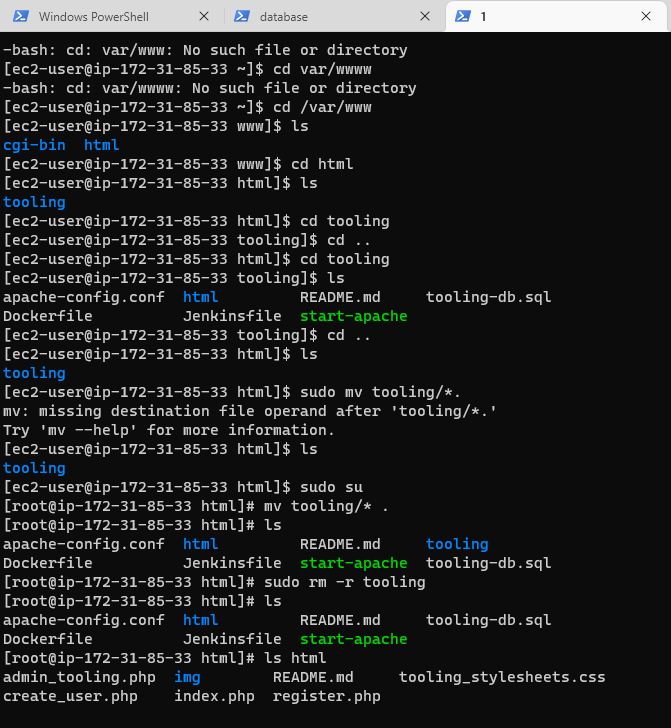 Windows PowerShell
database
1
-bash: cd: var/www: No such file or directory
[ec2-user@ip-172-31-85-33 ~]$ cd var/wwww
-bash: cd: var/wwww: No such file or directory
[ec2-user@ip-172-31-85-33 ~]$ cd /var/www
[ec2-user@ip-172-31-85-33 www]$ ls
cgi-bin  html
[ec2-user@ip-172-31-85-33 www]$ cd html
[ec2-user@ip-172-31-85-33 html]$ ls
tooling
[ec2-user@ip-172-31-85-33 html]$ cd tooling
[ec2-user@ip-172-31-85-33 tooling]$ cd ..
[ec2-user@ip-172-31-85-33 html]$ cd tooling
[ec2-user@ip-172-31-85-33 tooling]$ ls
apache-config.conf  html         README.md     tooling-db.sql
Dockerfile          Jenkinsfile  start-apache
[ec2-user@ip-172-31-85-33 tooling]$ cd ..
[ec2-user@ip-172-31-85-33 html]$ ls
tooling
[ec2-user@ip-172-31-85-33 html]$ sudo mv tooling/*.
mv: missing destination file operand after 'tooling/*.'
Try 'mv --help' for more information.
[ec2-user@ip-172-31-85-33 html]$ ls
tooling
[ec2-user@ip-172-31-85-33 html]$ sudo su
[root@ip-172-31-85-33 html]# mv tooling/* .
[root@ip-172-31-85-33 html]# ls
apache-config.conf  html         README.md     tooling
Dockerfile          Jenkinsfile  start-apache  tooling-db.sql
[root@ip-172-31-85-33 html]# sudo rm -r tooling
[root@ip-172-31-85-33 html]# ls
apache-config.conf  html         README.md     tooling-db.sql
Dockerfile          Jenkinsfile  start-apache
[root@ip-172-31-85-33 html]# ls html
admin_tooling.php  img        README.md     tooling_stylesheets.css
create_user.php    index.php  register.php